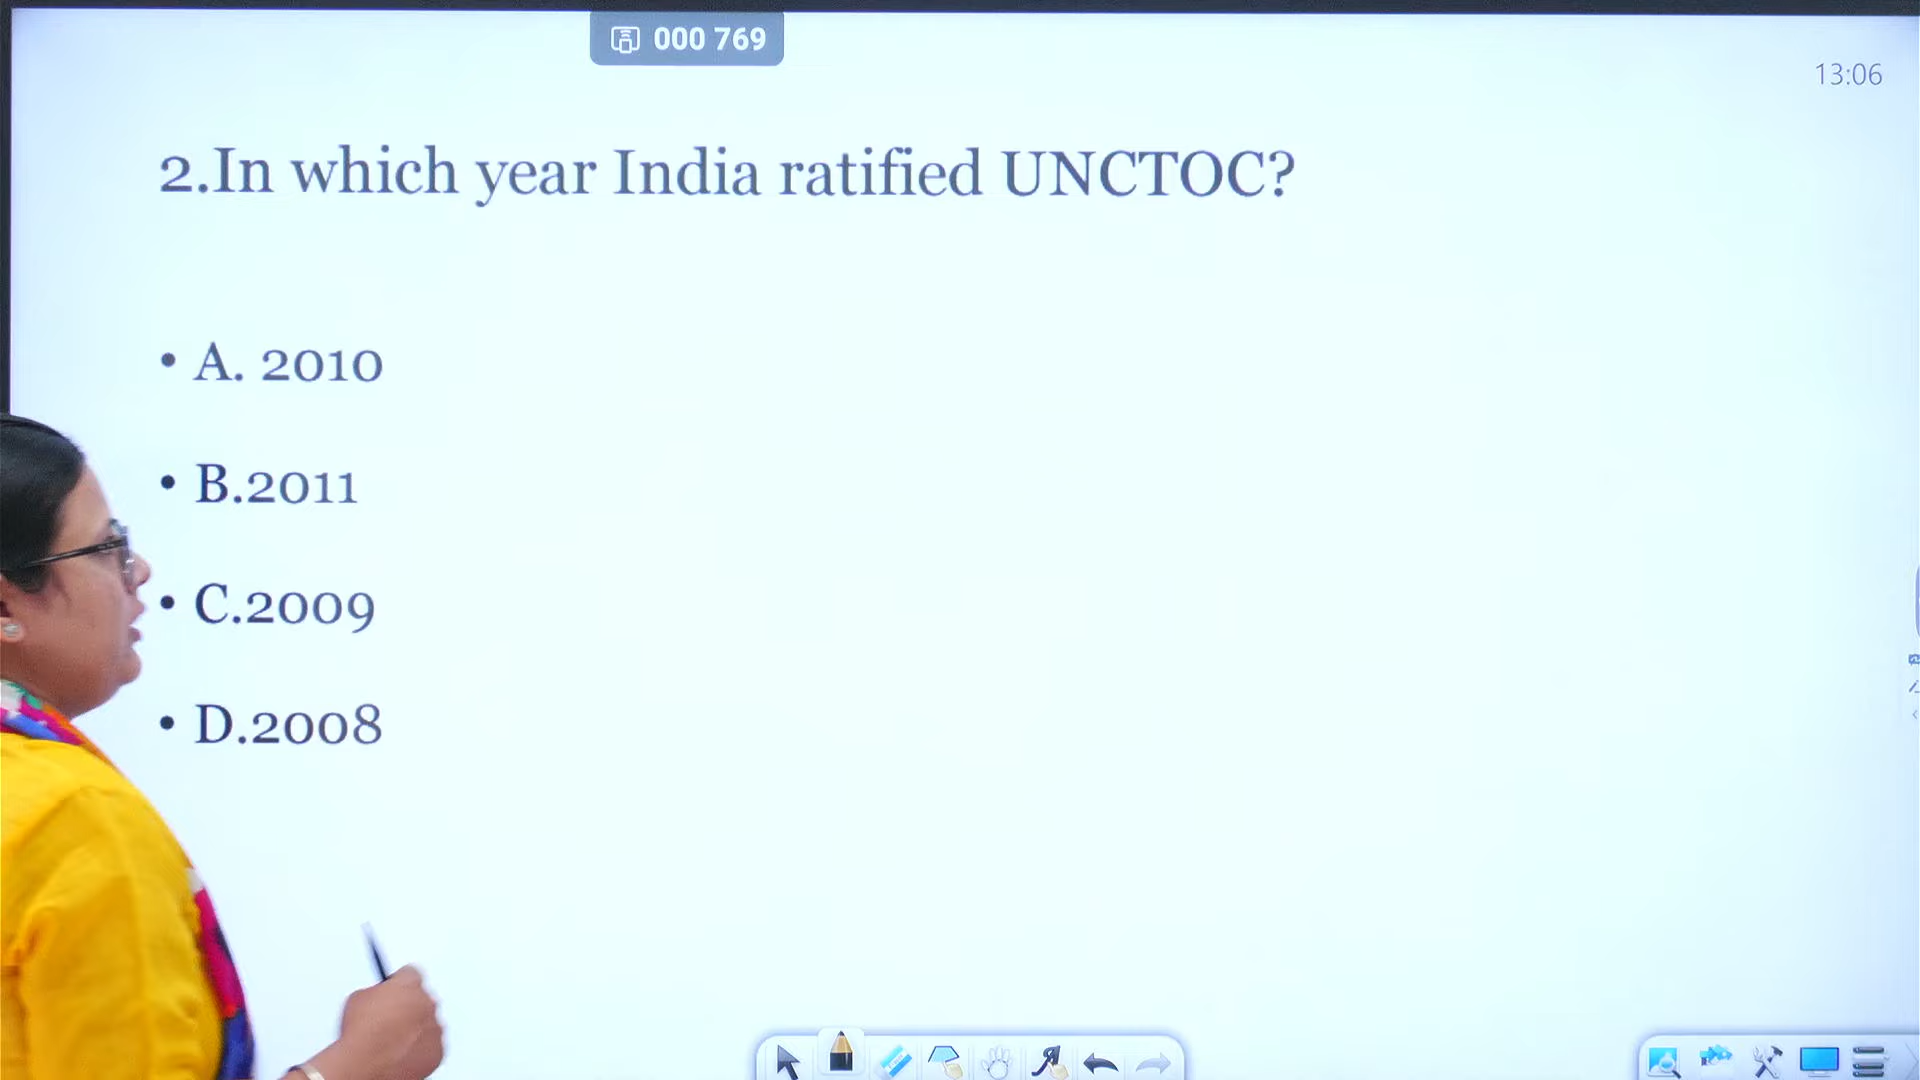 000 769
13:06
2.In which year India ratified UNCTOC?
• A. 2010
• B.2011
• C.2009
• D.2008